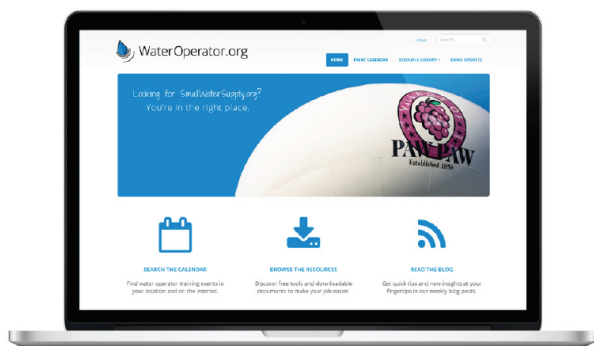 LOGIN
Search...
WaterOperator.org
HOME EVENT CALENDAR RESOURCE LIBRARY EMAIL UPDATES
Looking for SmallWaterSupply.org?
You're in the right place.
VILLAGE OF
PAW PAW
Established 1859
SEARCH THE CALENDAR
Find water operator training events in
your location and on the internet.
BROWSE THE RESOURCES
Discover free tools and downloadable
documents to make your job easier.
READ THE BLOG
Get quick tips and new insights at your
fingertips in our weekly blog posts.